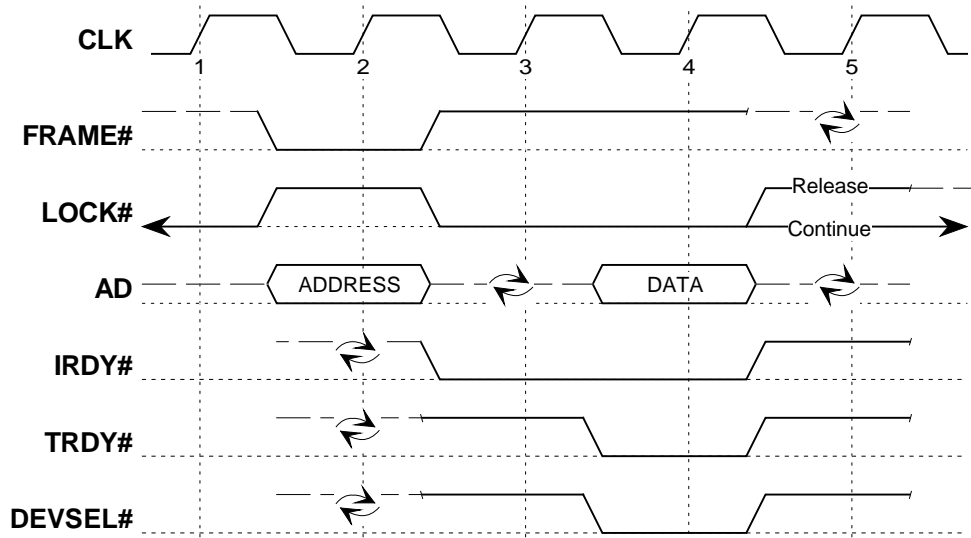 CLK
1 2 3 4 5
FRAME#
LOCK#
Release
Continue
AD
ADDRESS
DATA
IRDY#
TRDY#
DEVSEL#